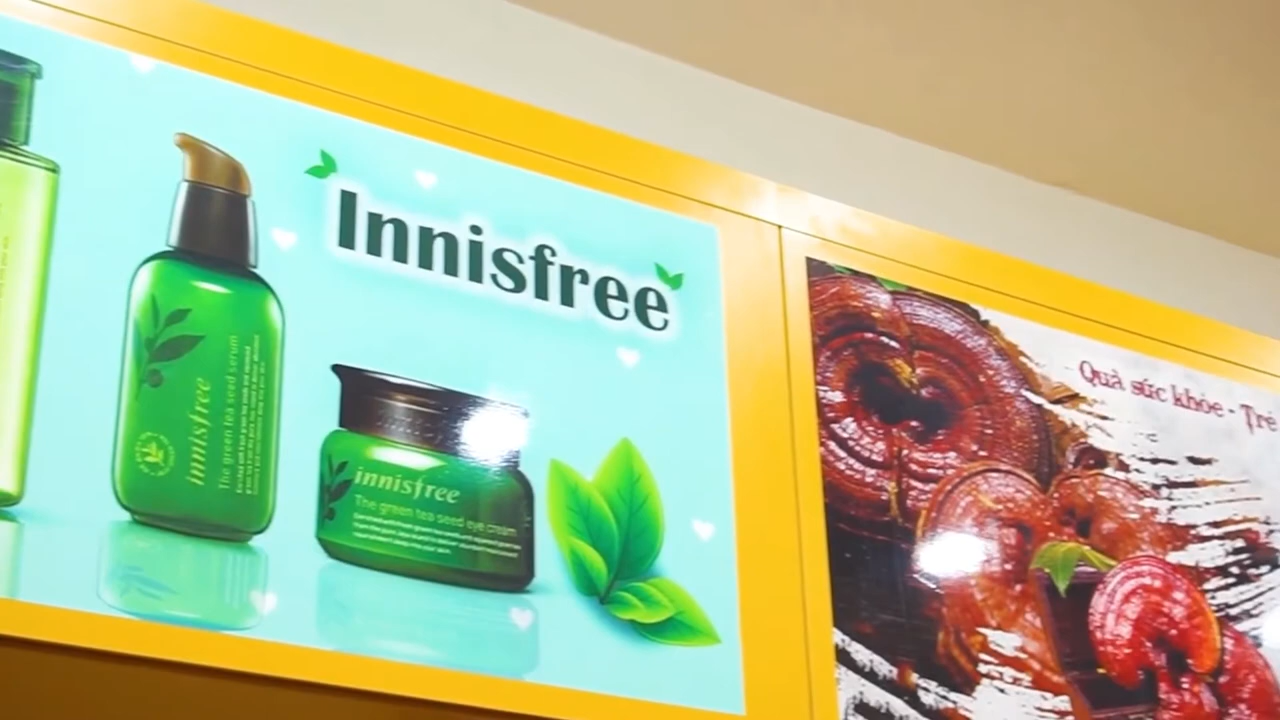 Innisfree
innisfree
The green tea seed serum
innisfree
The green tea seed eye cream
Quà sức khỏe - Trẻ